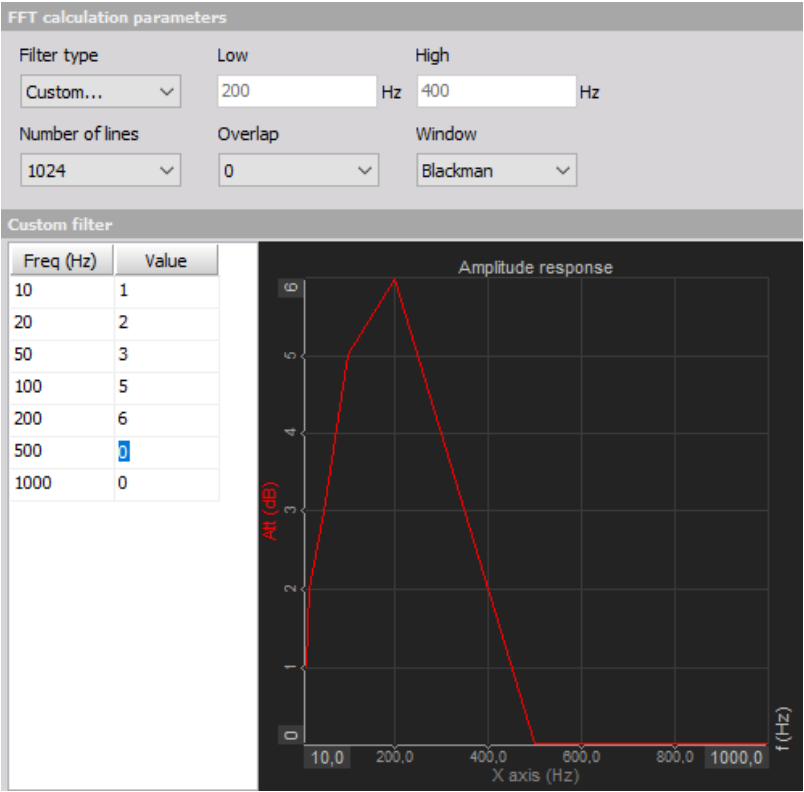 FFT calculation parameters
Filter type Low High
Custom... 200 Hz 400 Hz
Number of lines Overlap Window
1024 0 Blackman
Custom filter
Freq (Hz) Value
10 1
20 2
50 3
100 5
200 6
500 0
1000 0
Amplitude response
6
5
4
3
2
1
0
Att (dB)
10,0 200,0 400,0 600,0 800,0 1000,0
X axis (Hz)
f (Hz)